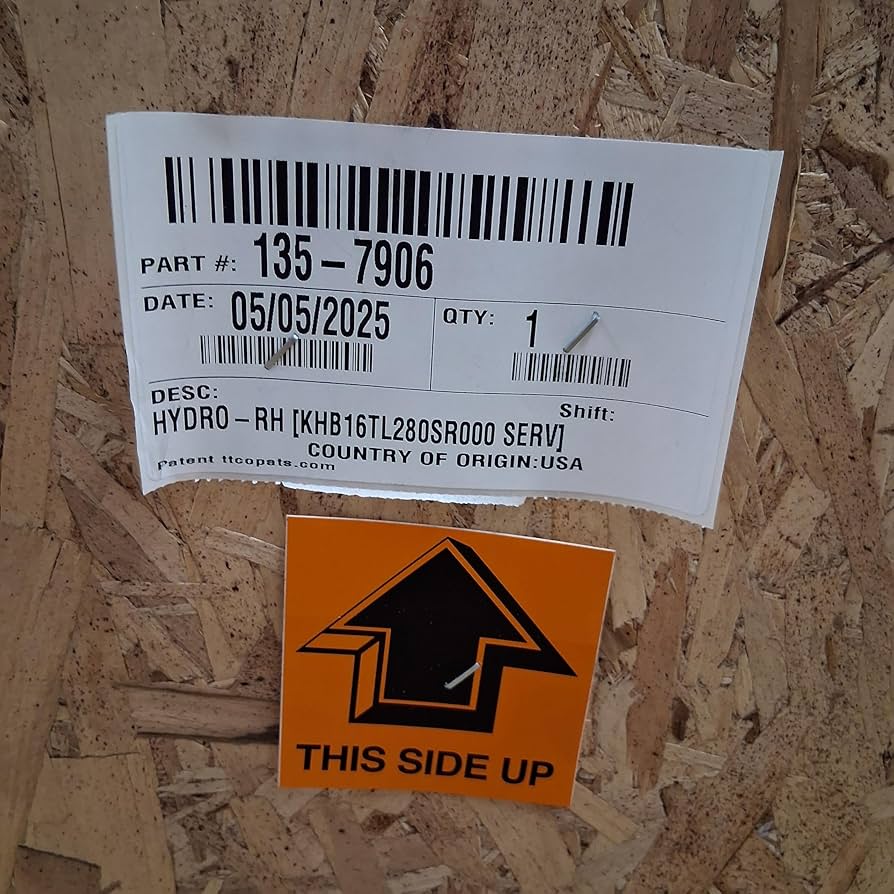 PART #: 135-7906
DATE: 05/05/2025 QTY: 1
DESC: Shift:
HYDRO-RH [KHB16TL280SR000 SERV]
Patent ttcopats.com COUNTRY OF ORIGIN:USA
THIS SIDE UP